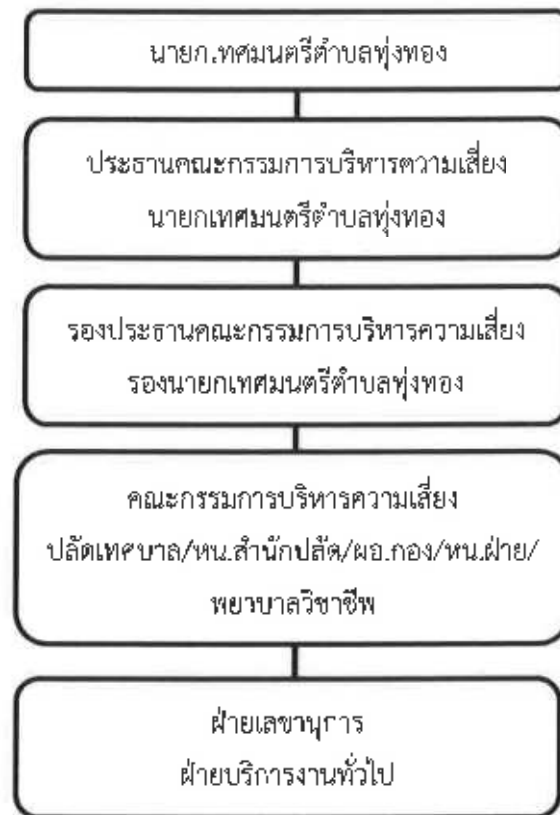 นายก.ทศมนตรีตำบลทุ่งทอง
ประธานคณะกรรมการบริหารความเสี่ยง
นายกเทศมนตรีตำบลทุ่งทอง
รองประธานคณะกรรมการบริหารความเสี่ยง
รองนายกเทศมนตรีตำบลทุ่งทอง
คณะกรรมการบริหารความเสี่ยง
ปลัดเทศบาล/หน.สำนักปลัด/ผอ.กอง/หน.ฝ่าย/
พยาบาลวิชาชีพ
ฝ่ายเลขานุการ
ฝ่ายบริการงานทั่วไป